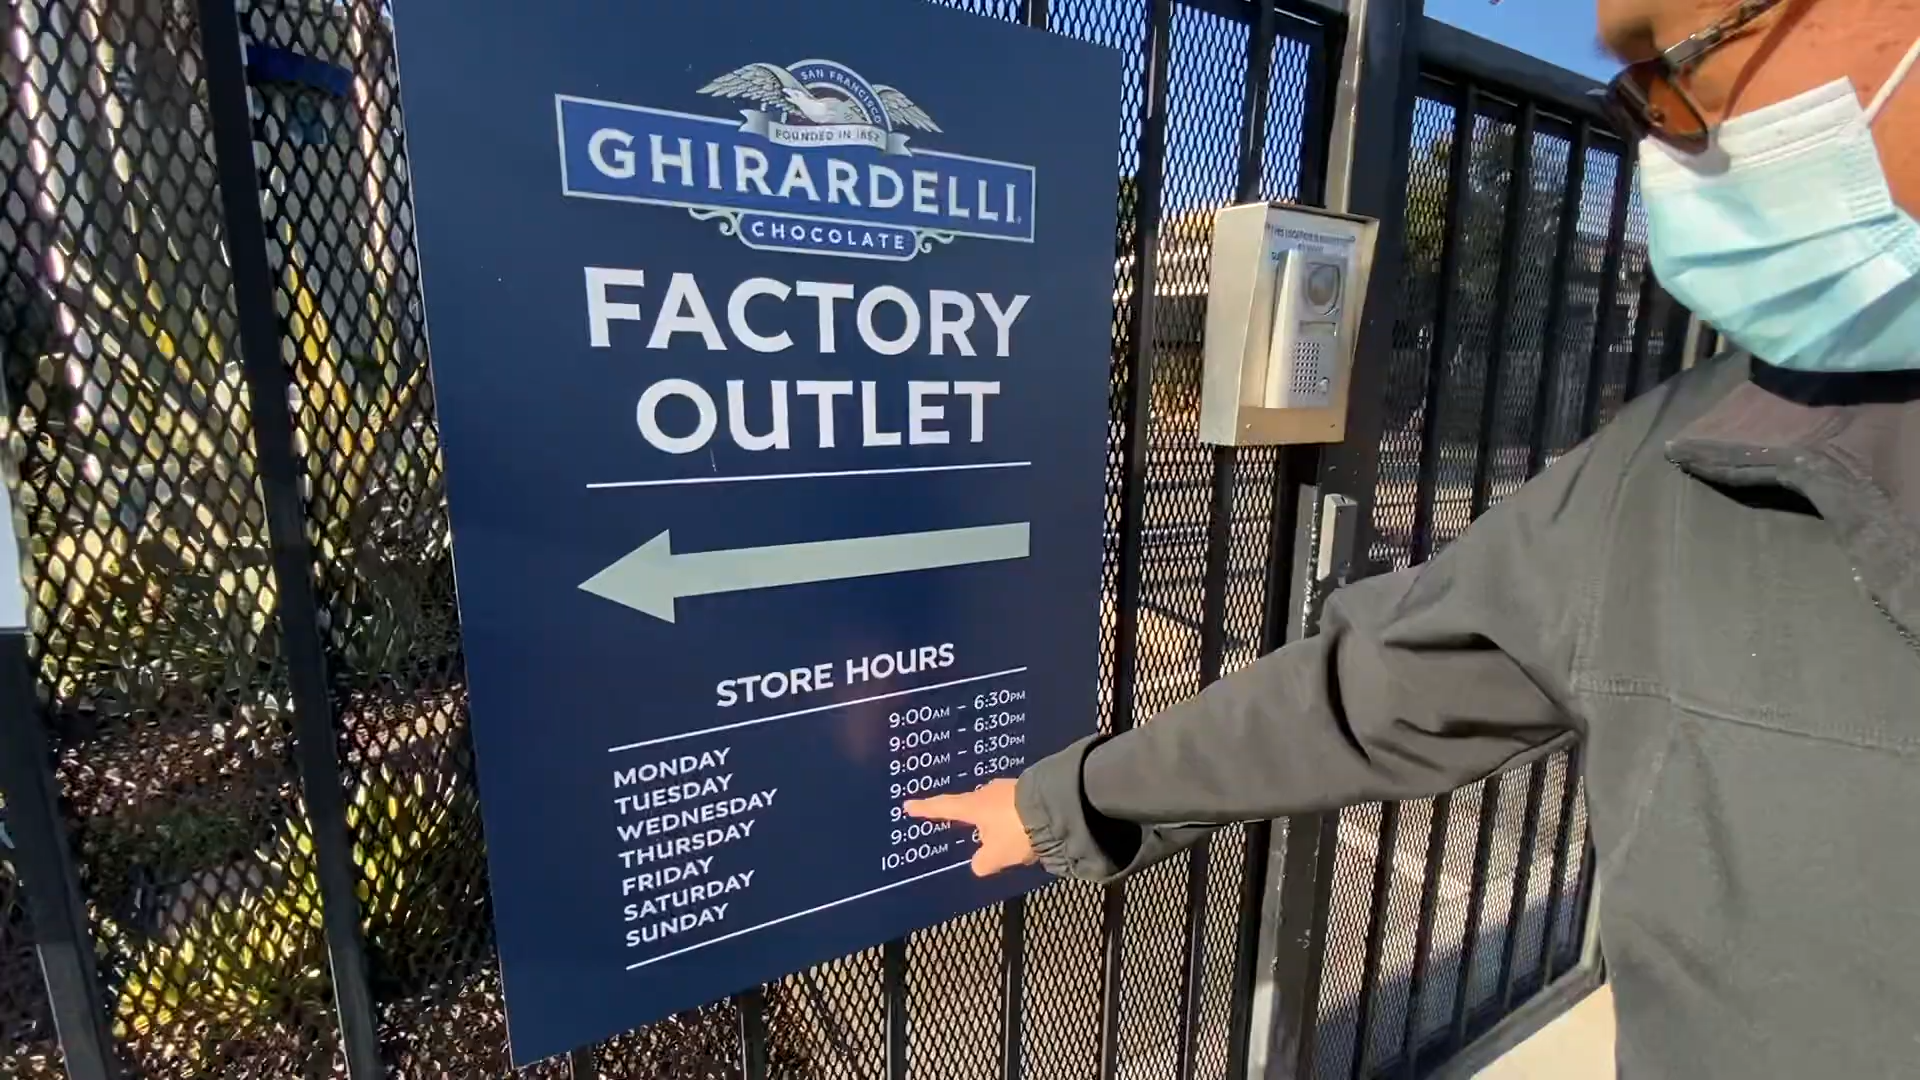 SAN FRANCISCO
FOUNDED IN 1852
GHIRARDELLI
CHOCOLATE
FACTORY
OUTLET
STORE HOURS
MONDAY 9:00AM – 6:30PM
TUESDAY 9:00AM – 6:30PM
WEDNESDAY 9:00AM – 6:30PM
THURSDAY 9:00AM – 6:30PM
FRIDAY 9:
SATURDAY 9:00AM – 6
SUNDAY 10:00AM –